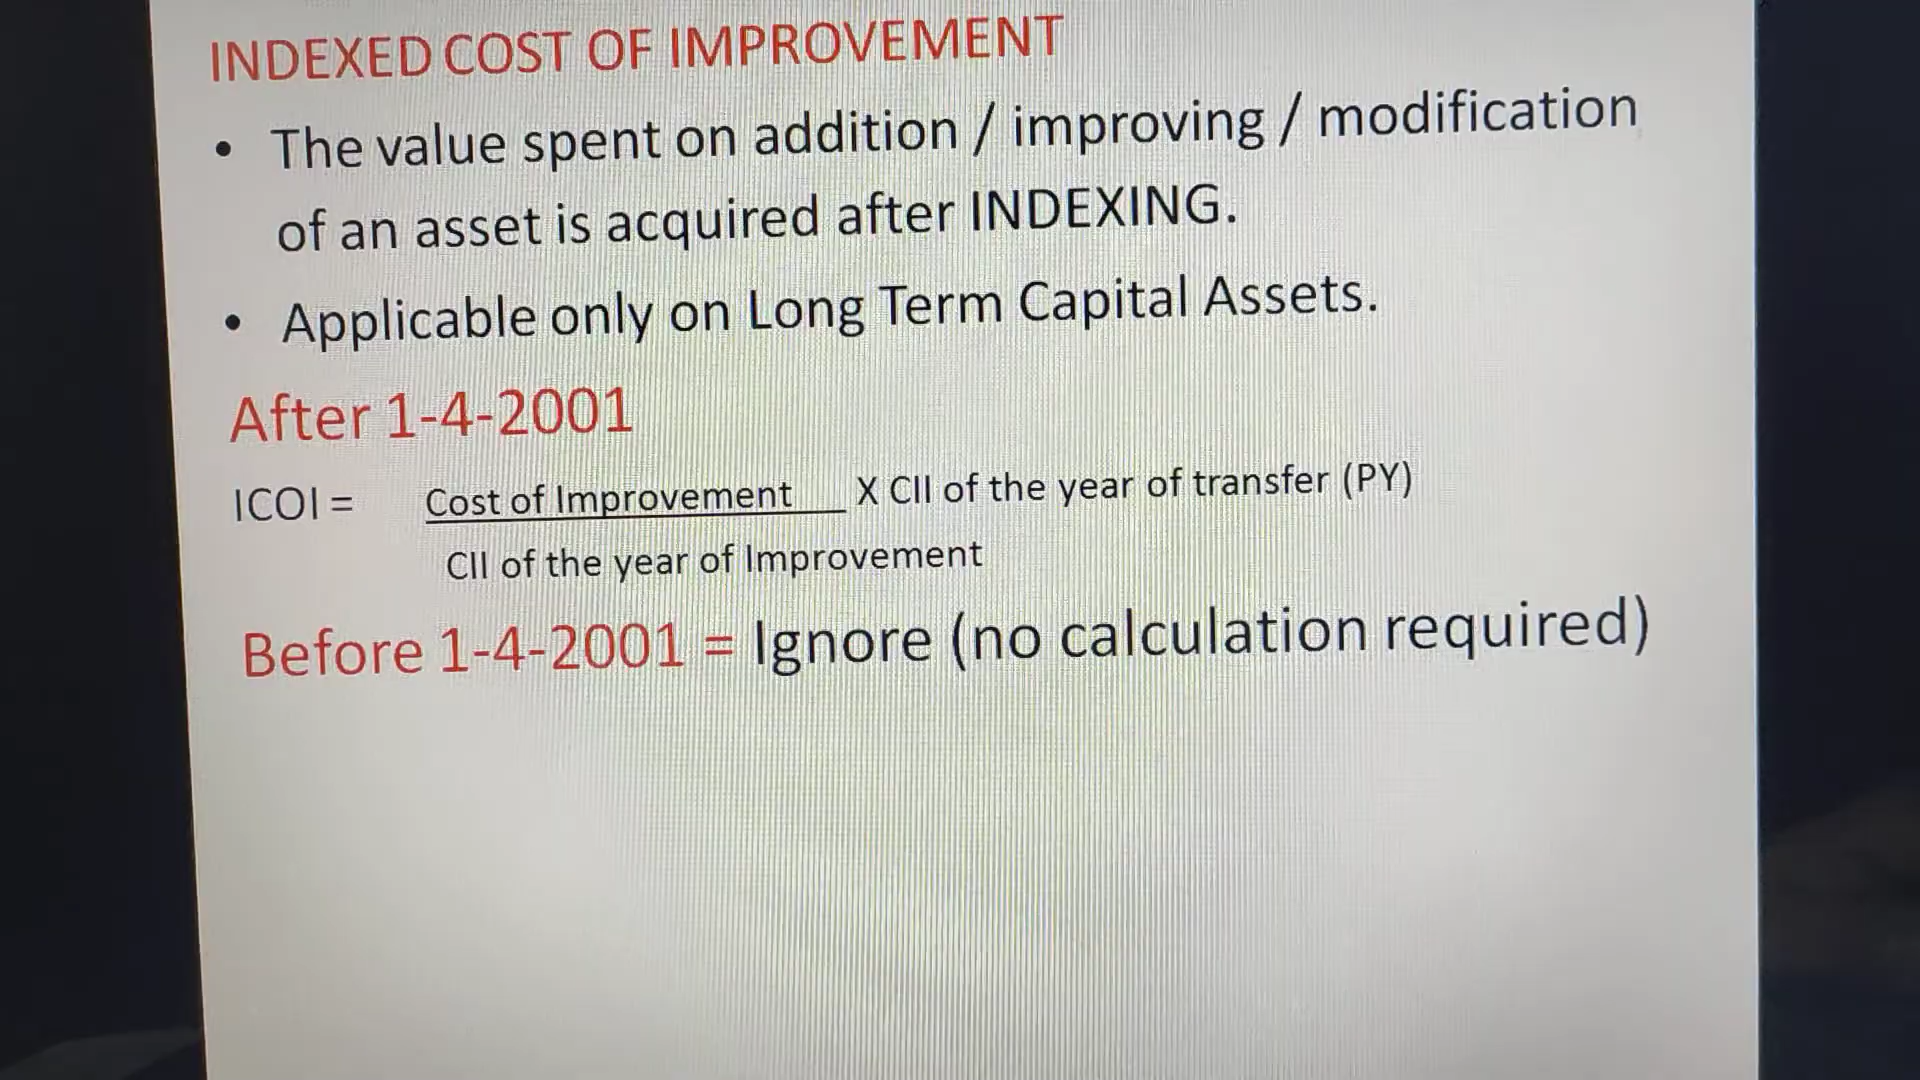 INDEXED COST OF IMPROVEMENT
• The value spent on addition / improving / modification
of an asset is acquired after INDEXING.
• Applicable only on Long Term Capital Assets.
After 1-4-2001
ICOI = Cost of Improvement X CII of the year of transfer (PY)
CII of the year of Improvement
Before 1-4-2001 = Ignore (no calculation required)